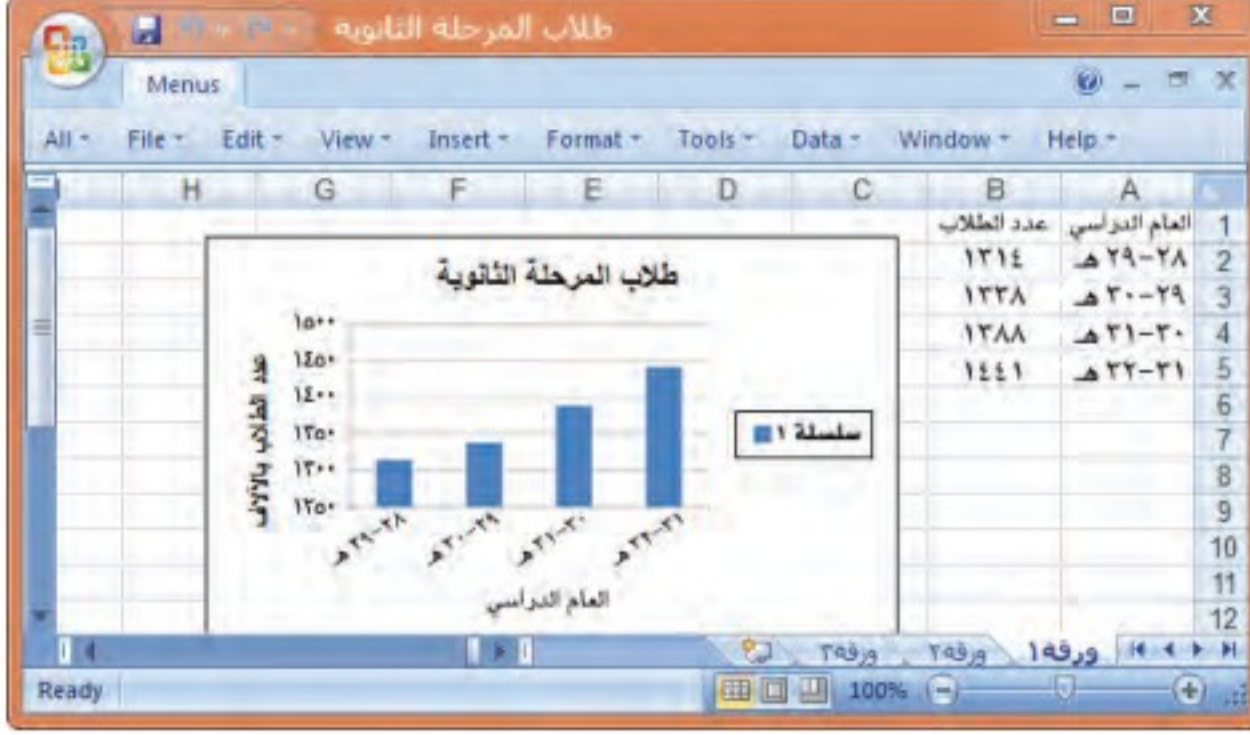 طلاب المرحلة الثانويه
Menus
All File Edit View Insert Format Tools Data Window Help
H G F E D C B A
1 العام الدراسي عدد الطلاب
2 ٢٨-٢٩ هـ ١٣١٤
3 ٢٩-٣٠ هـ ١٣٣٨
4 ٣٠-٣١ هـ ١٣٨٨
5 ٣١-٣٢ هـ ١٤٤١
6
7
8
9
10
11
12
طلاب المرحلة الثانوية
عدد الطلاب بالآلاف
١٥٠٠
١٤٥٠
١٤٠٠
١٣٥٠
١٣٠٠
١٢٥٠
٢٨-٢٩ هـ
٢٩-٣٠ هـ
٣٠-٣١ هـ
٣١-٣٢ هـ
العام الدراسي
سلسلة ١
ورقة١ ورقة٢ ورقة٣
Ready 100%